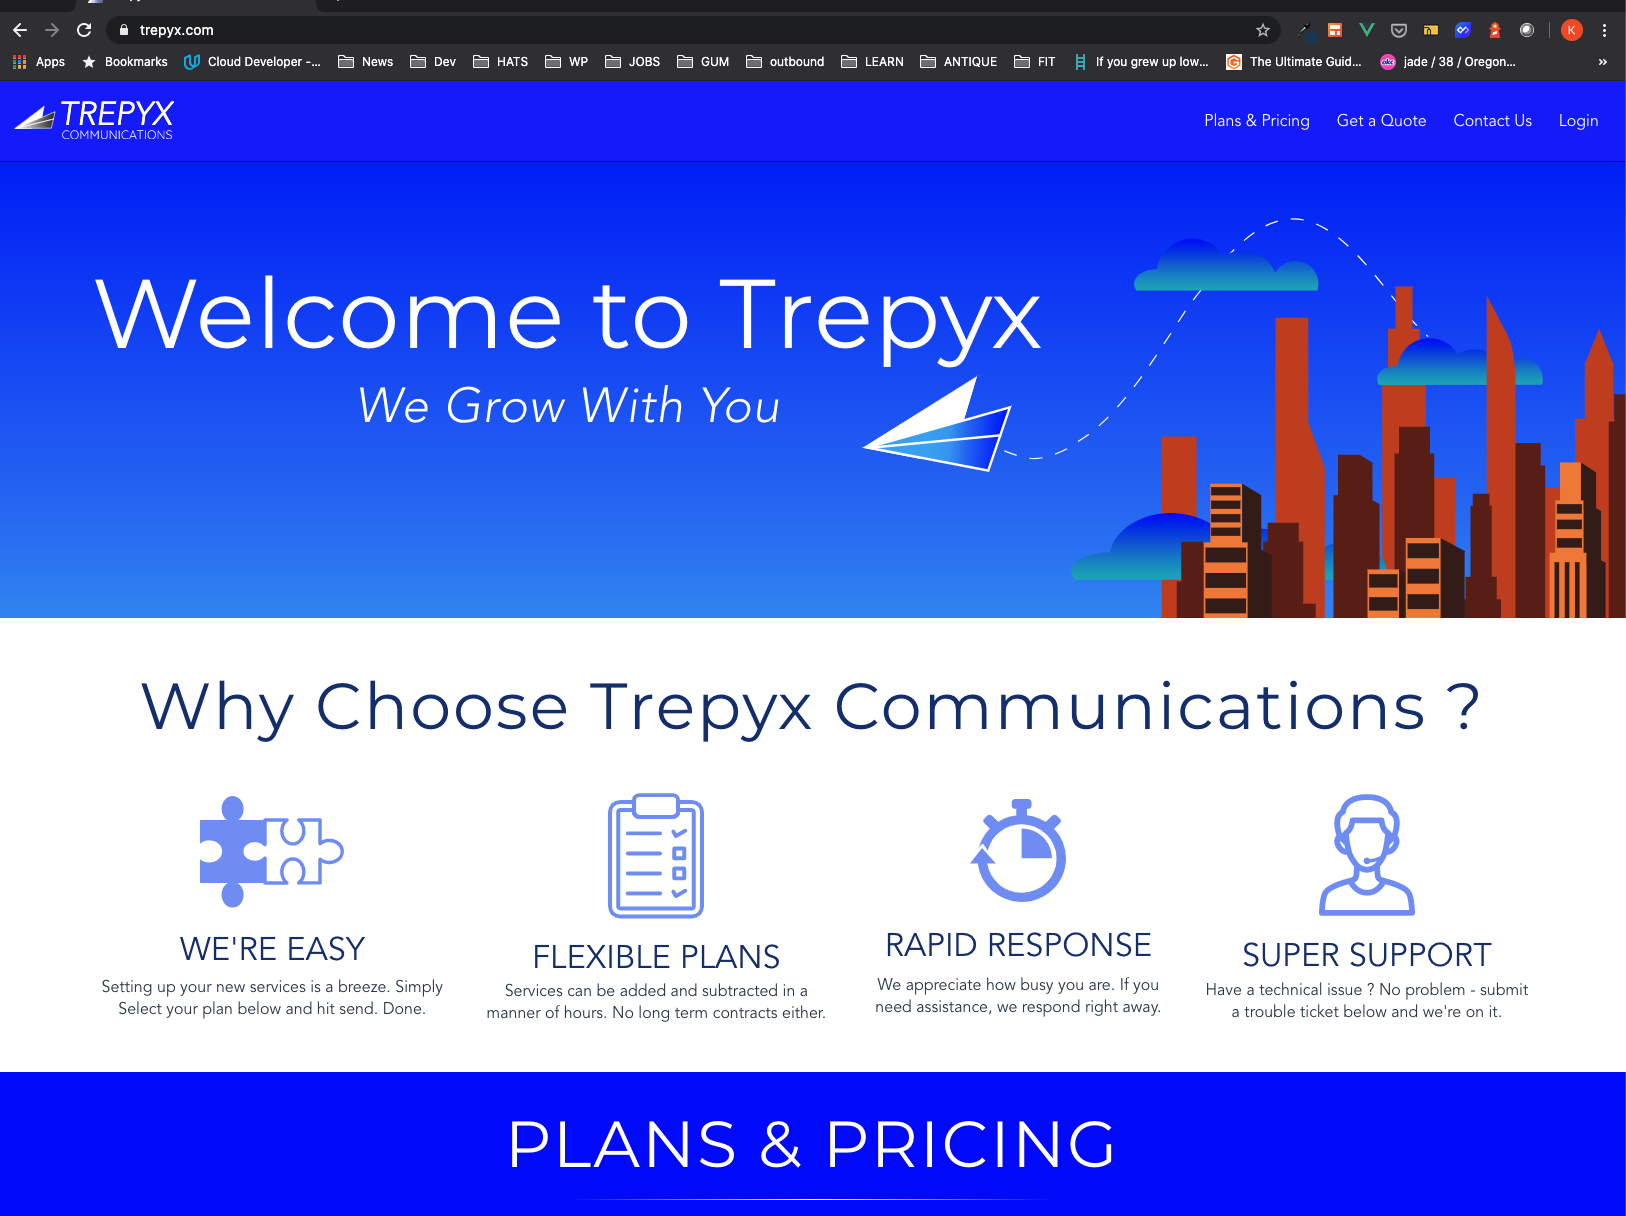 trepyx.com
K
Apps
Bookmarks
Cloud Developer -...
News
Dev
HATS
WP
JOBS
GUM
outbound
LEARN
ANTIQUE
FIT
If you grew up low...
The Ultimate Guid...
jade / 38 / Oregon...
»
TREPYX
COMMUNICATIONS
Plans & Pricing
Get a Quote
Contact Us
Login
Welcome to Trepyx
We Grow With You
Why Choose Trepyx Communications ?
WE'RE EASY
Setting up your new services is a breeze. Simply
Select your plan below and hit send. Done.
FLEXIBLE PLANS
Services can be added and subtracted in a
manner of hours. No long term contracts either.
RAPID RESPONSE
We appreciate how busy you are. If you
need assistance, we respond right away.
SUPER SUPPORT
Have a technical issue ? No problem - submit
a trouble ticket below and we're on it.
PLANS & PRICING